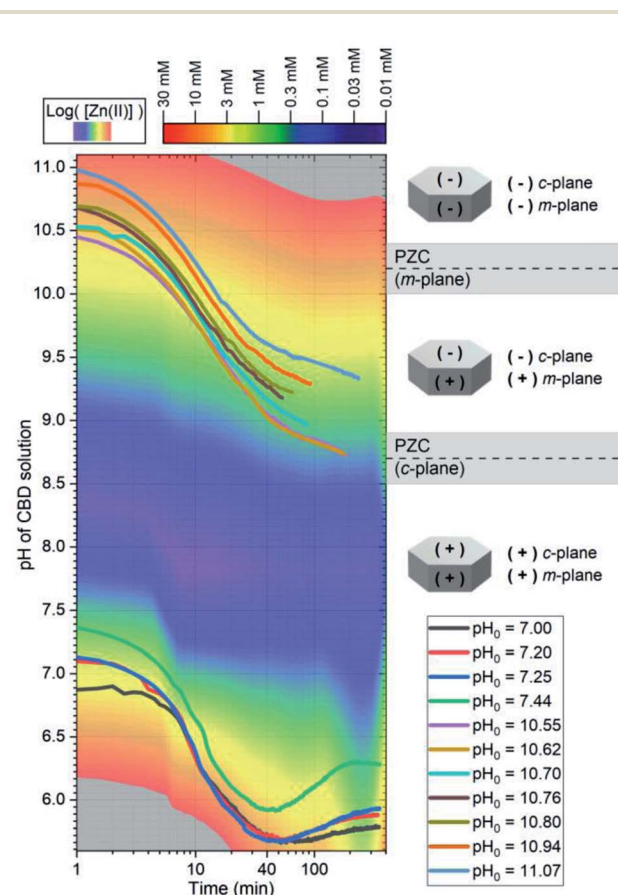 Log( [Zn(II)] )
30 mM
10 mM
3 mM
1 mM
0.3 mM
0.1 mM
0.03 mM
0.01 mM
11.0
10.5
10.0
9.5
9.0
8.5
8.0
7.5
7.0
6.5
6.0
pH of CBD solution
1
10
40
100
Time (min)
(-)
(-)
(-) c-plane
(-) m-plane
PZC
(m-plane)
(-)
(+)
(-) c-plane
(+) m-plane
PZC
(c-plane)
(+)
(+)
(+) c-plane
(+) m-plane
pH₀ = 7.00
pH₀ = 7.20
pH₀ = 7.25
pH₀ = 7.44
pH₀ = 10.55
pH₀ = 10.62
pH₀ = 10.70
pH₀ = 10.76
pH₀ = 10.80
pH₀ = 10.94
pH₀ = 11.07